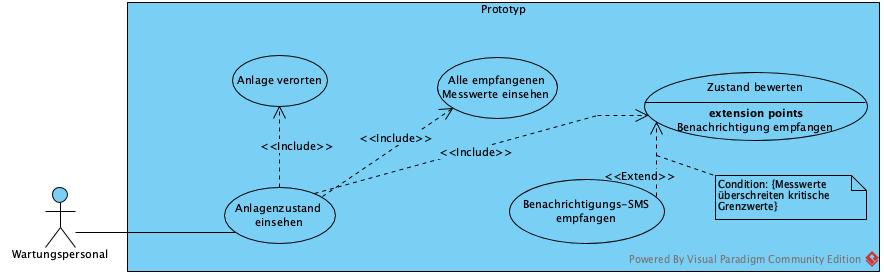 Prototyp
Anlage verorten
Alle empfangenen
Messwerte einsehen
Zustand bewerten
extension points
Benachrichtigung empfangen
<<Include>>
<<Include>>
<<Include>>
<<Extend>>
Condition: {Messwerte
überschreiten kritische
Grenzwerte}
Anlagenzustand
einsehen
Benachrichtigungs-SMS
empfangen
Wartungspersonal
Powered By Visual Paradigm Community Edition